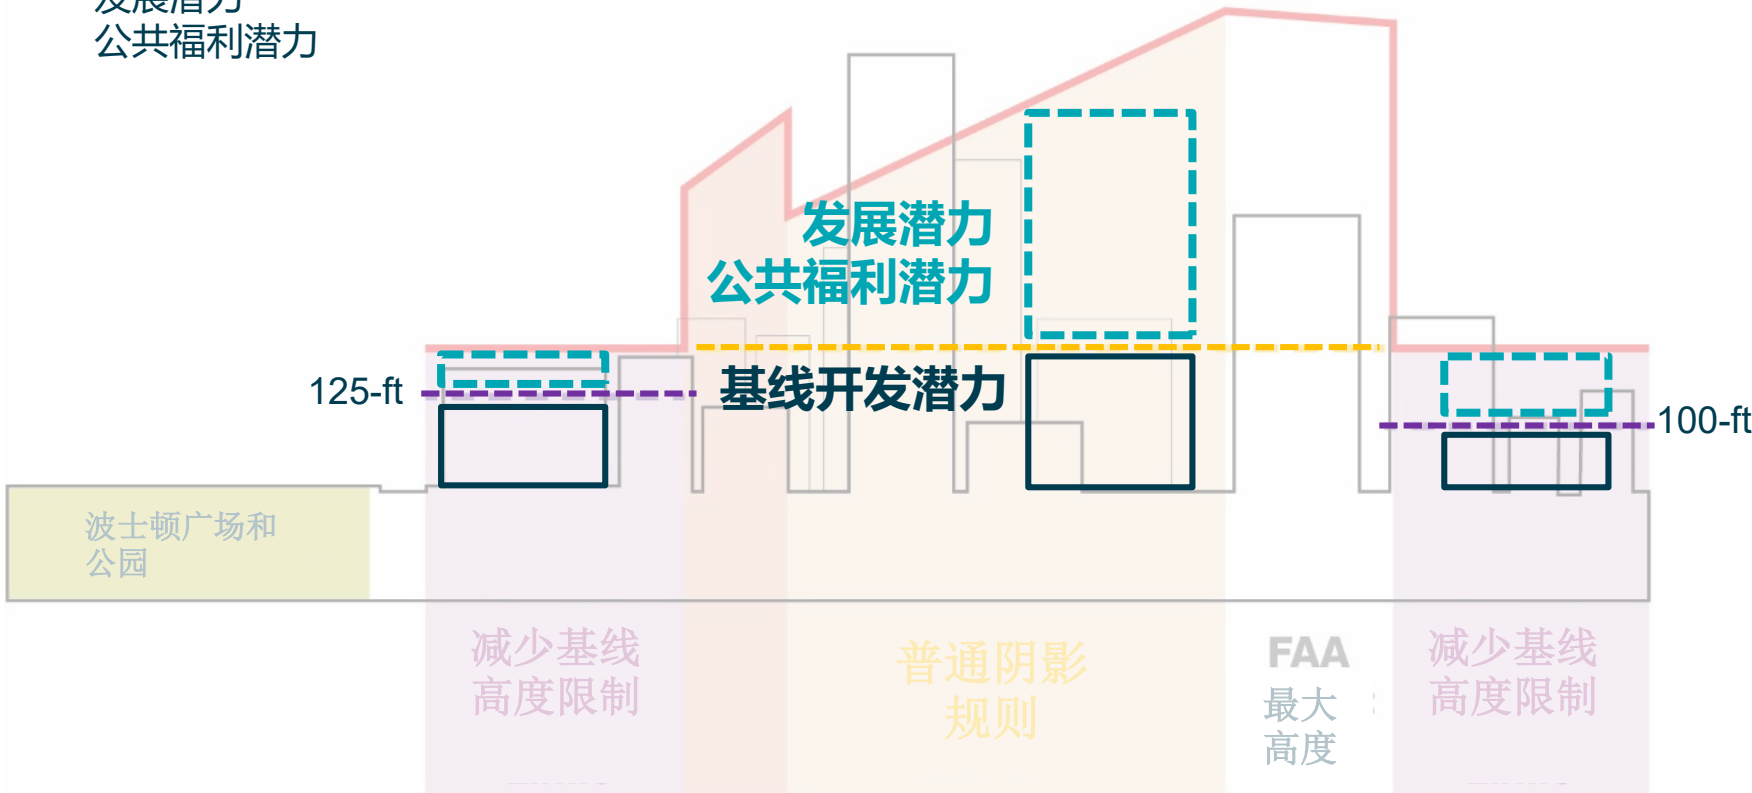 发展潜力
公共福利潜力
发展潜力
公共福利潜力
基线开发潜力
125-ft
100-ft
波士顿广场和
公园
减少基线
高度限制
普通阴影
规则
FAA
最大
高度
减少基线
高度限制